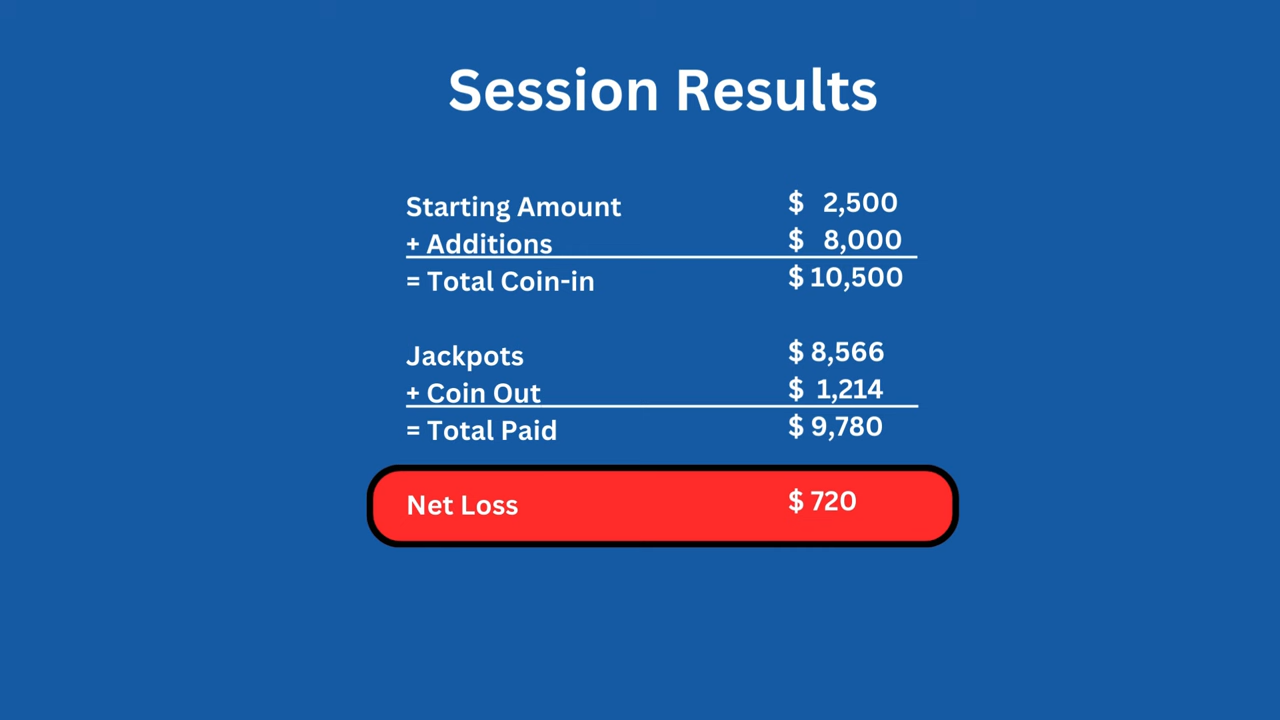 Session Results
Starting Amount $ 2,500
+ Additions $ 8,000
= Total Coin-in $ 10,500
Jackpots $ 8,566
+ Coin Out $ 1,214
= Total Paid $ 9,780
Net Loss $ 720